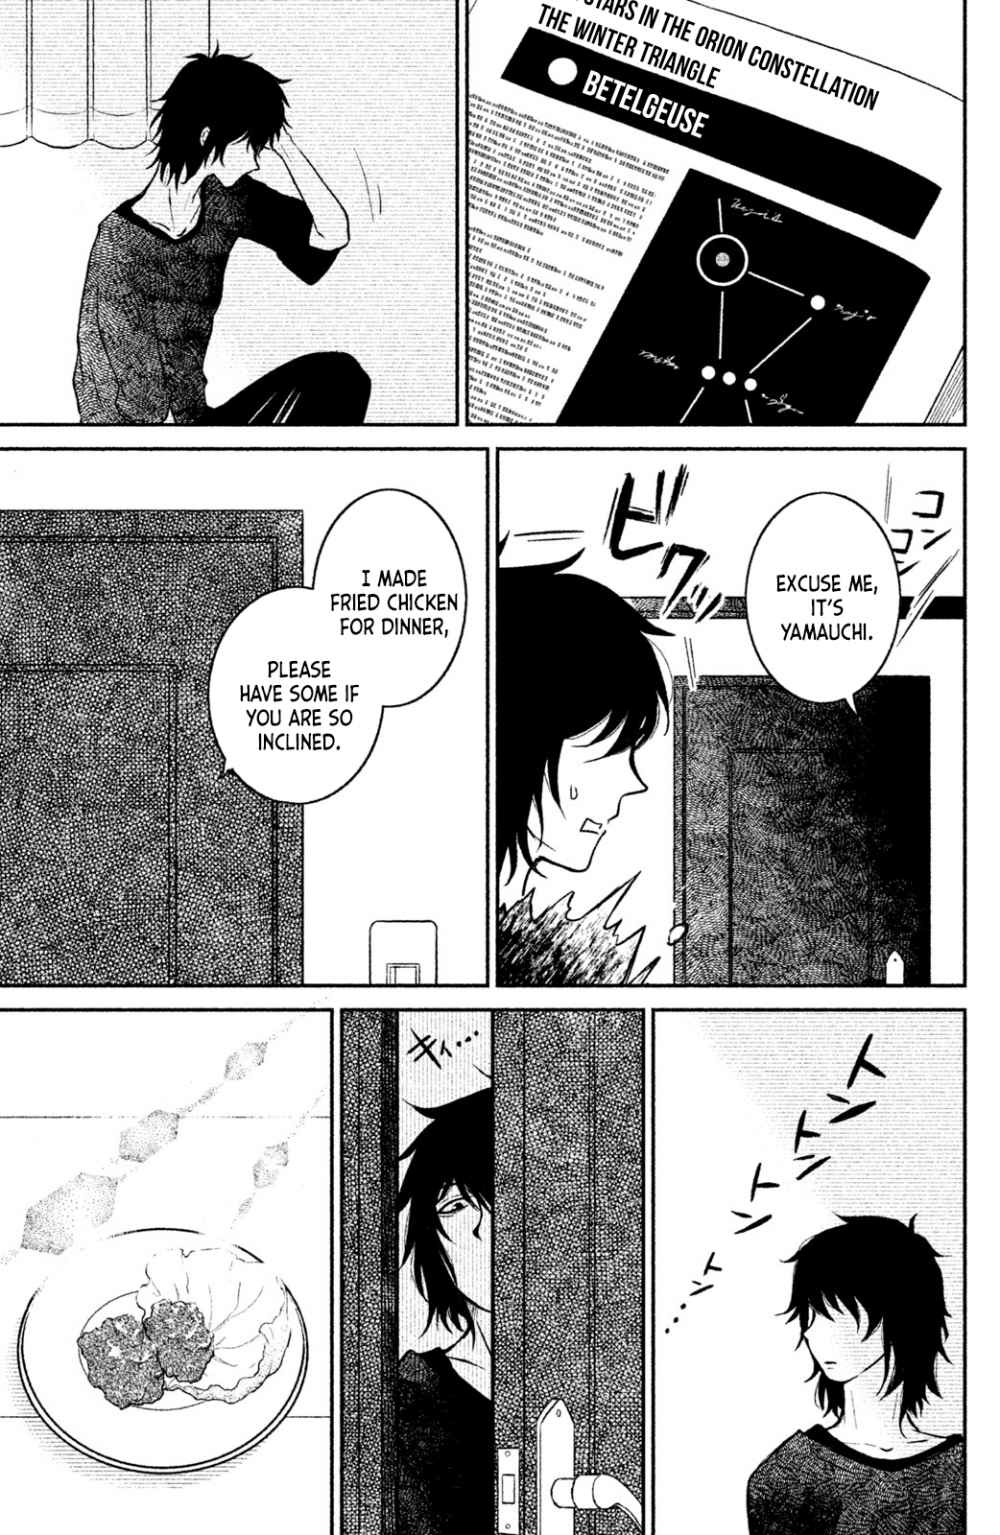 STARS IN THE ORION CONSTELLATION
THE WINTER TRIANGLE
BETELGEUSE
コンコン
EXCUSE ME,
IT'S
YAMAUCHI.
ビクッ
I MADE
FRIED CHICKEN
FOR DINNER,
PLEASE
HAVE SOME IF
YOU ARE SO
INCLINED.
トントントン...
キィ...